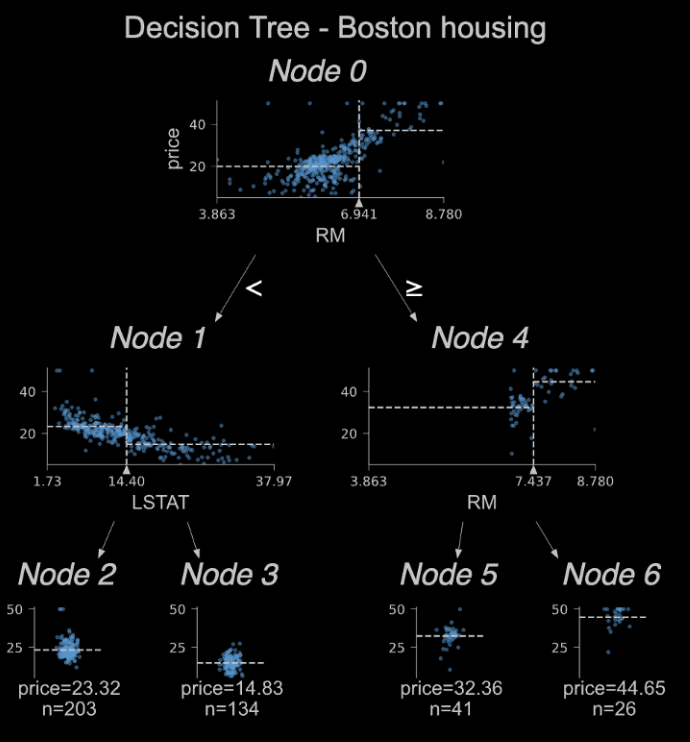 Decision Tree - Boston housing
Node 0
price
40
20
3.863 6.941 8.780
RM
< ≥
Node 1 Node 4
40 40
20 20
1.73 14.40 37.97 3.863 7.437 8.780
LSTAT RM
Node 2 Node 3 Node 5 Node 6
50 50 50 50
25 25 25 25
price=23.32 price=14.83 price=32.36 price=44.65
n=203 n=134 n=41 n=26